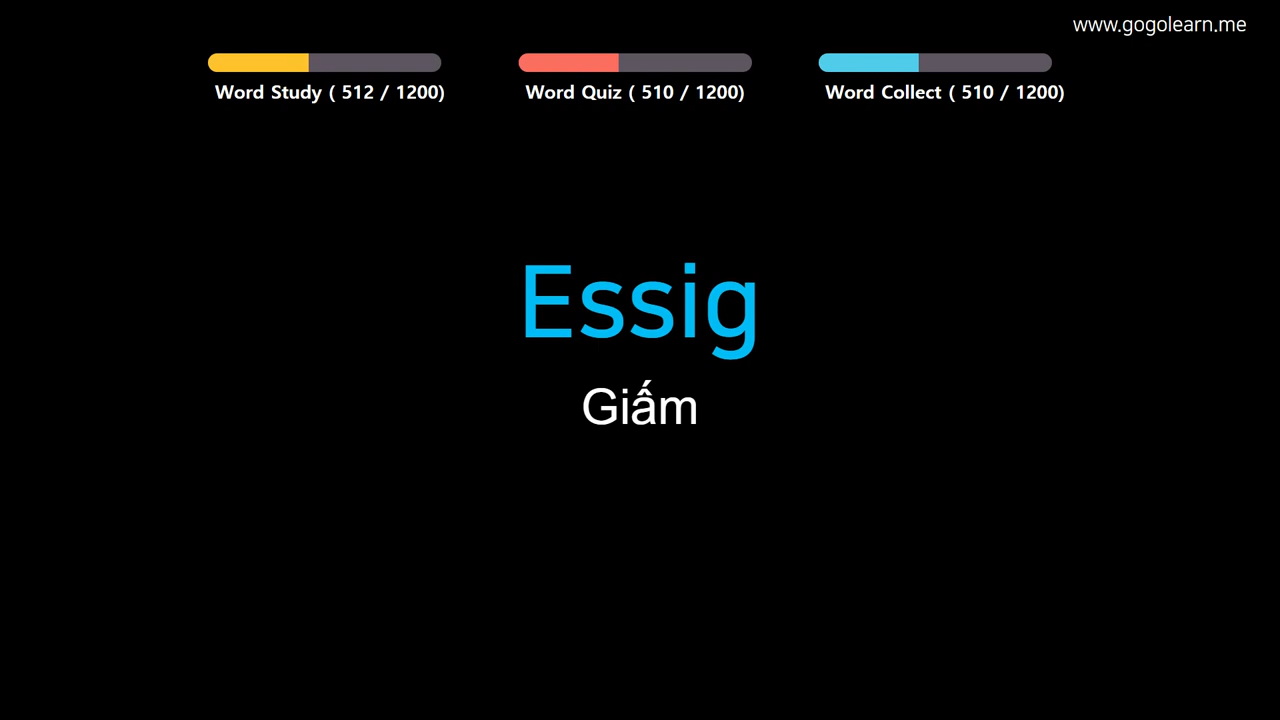 www.gogolearn.me
Word Study ( 512 / 1200)
Word Quiz ( 510 / 1200)
Word Collect ( 510 / 1200)
Essig
Giấm